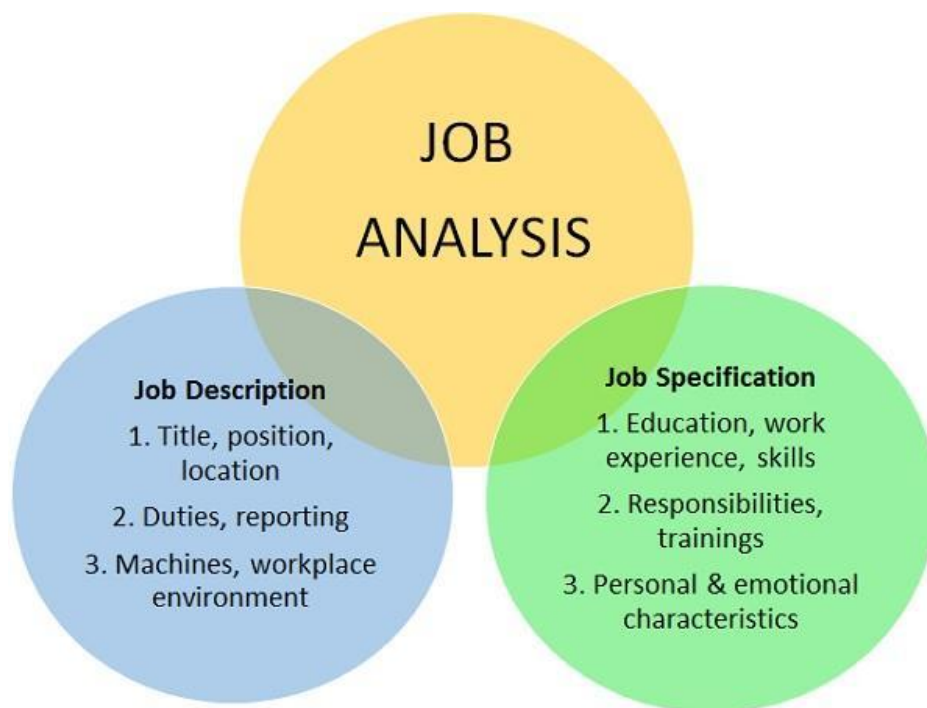 JOB
ANALYSIS
Job Description
1. Title, position,
location
2. Duties, reporting
3. Machines, workplace
environment
Job Specification
1. Education, work
experience, skills
2. Responsibilities,
trainings
3. Personal & emotional
characteristics